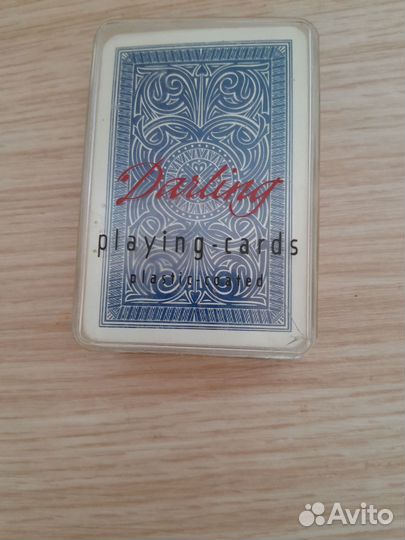 Darling
playing-cards
plastic-coated
Avito